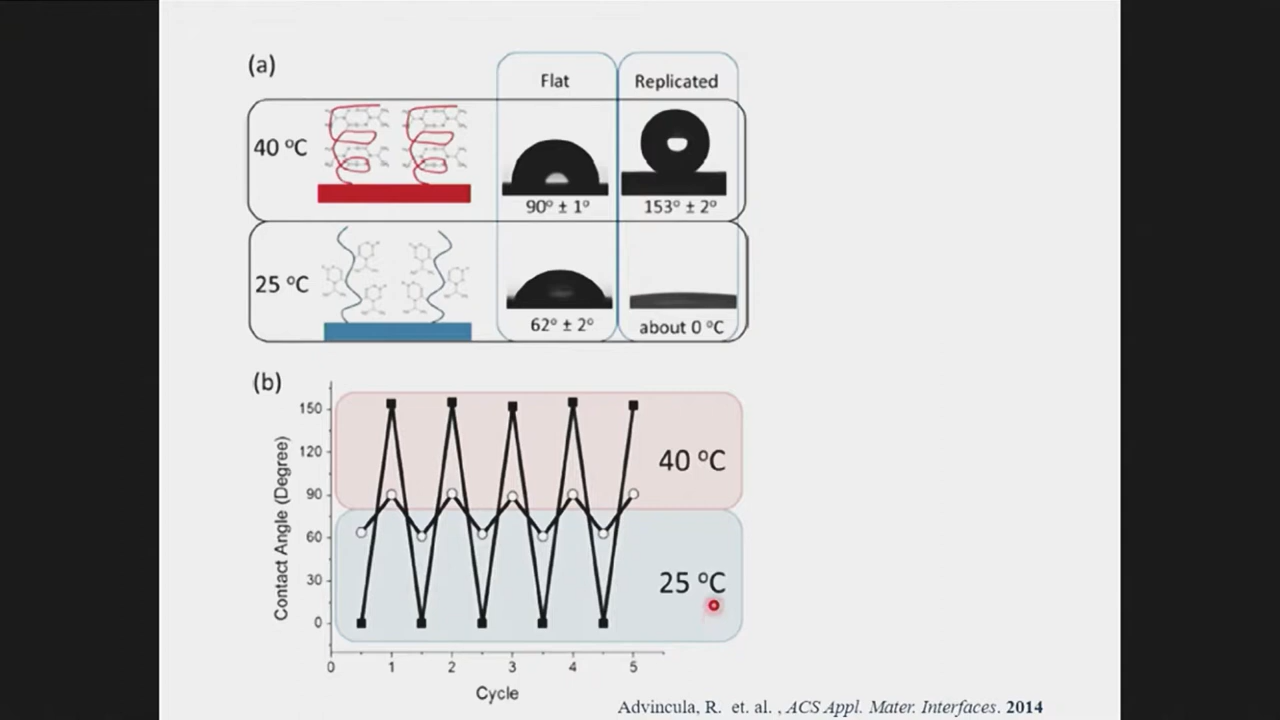 (a)
Flat
Replicated
40 ºC
90º ± 1º
153º ± 2º
25 ºC
62º ± 2º
about 0 ºC
(b)
Contact Angle (Degree)
150
120
90
60
30
0
40 ºC
25 ºC
0 1 2 3 4 5
Cycle
Advincula, R. et. al. , ACS Appl. Mater. Interfaces. 2014